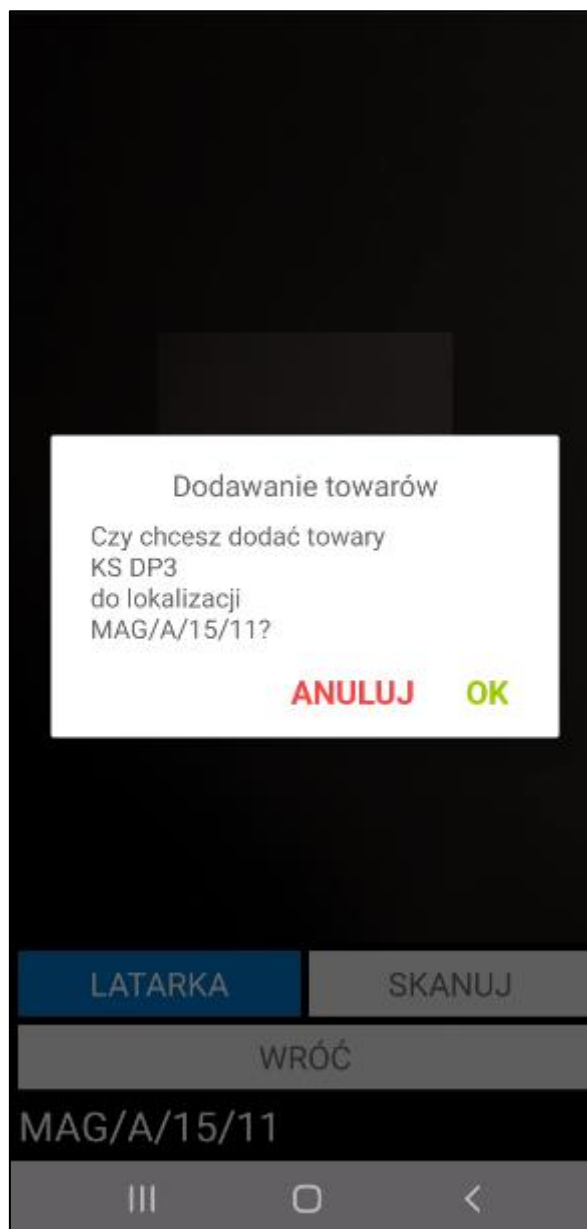 Dodawanie towarów
Czy chcesz dodać towary
KS DP3
do lokalizacji
MAG/A/15/11?
ANULUJ OK
LATARKA SKANUJ
WRÓĆ
MAG/A/15/11